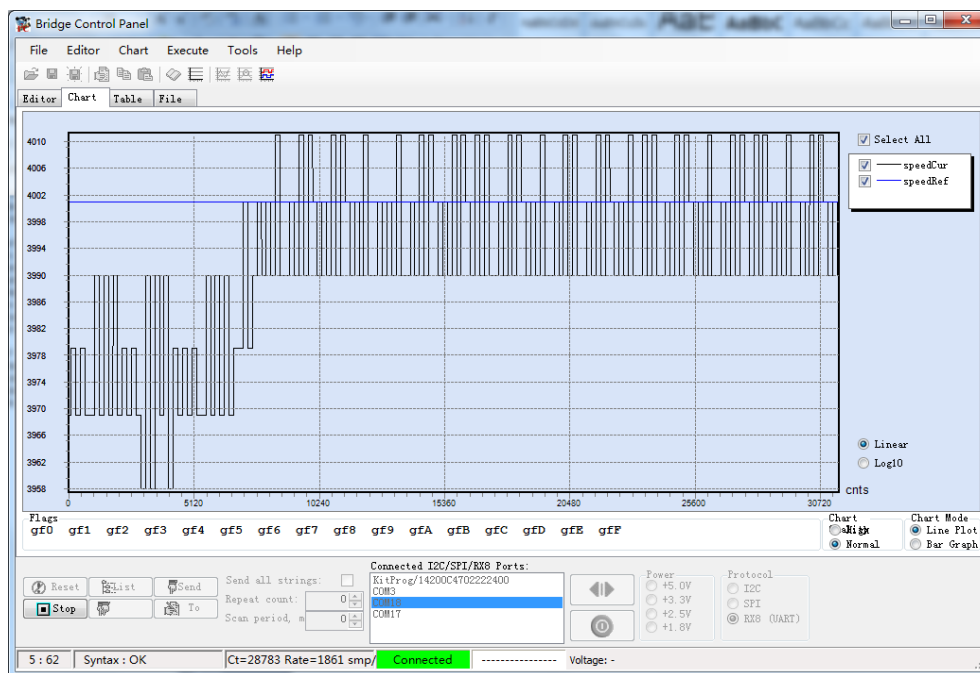 Bridge Control Panel
File Editor Chart Execute Tools Help
Editor Chart Table File
4010
4006
4002
3998
3994
3990
3986
3982
3978
3974
3970
3966
3962
3958
0 5120 10240 15360 20480 25600 30720 cnts
Select All
speedCur
speedRef
Linear
Log10
Flags
gf0 gf1 gf2 gf3 gf4 gf5 gf6 gf7 gf8 gf9 gfA gfB gfC gfD gfE gfF
Chart
High
Normal
Chart Mode
Line Plot
Bar Graph
Reset List Send
Stop To
Send all strings:
Repeat count: 0
Scan period, m 0
Connected I2C/SPI/RX8 Ports:
KitProg/14200C4702222400
COM3
COM17
Power
+5.0V
+3.3V
+2.5V
+1.8V
Protocol
I2C
SPI
RX8 (UART)
5 : 62 Syntax : OK Ct=28783 Rate=1861 smp/ Connected ---------------- Voltage: -